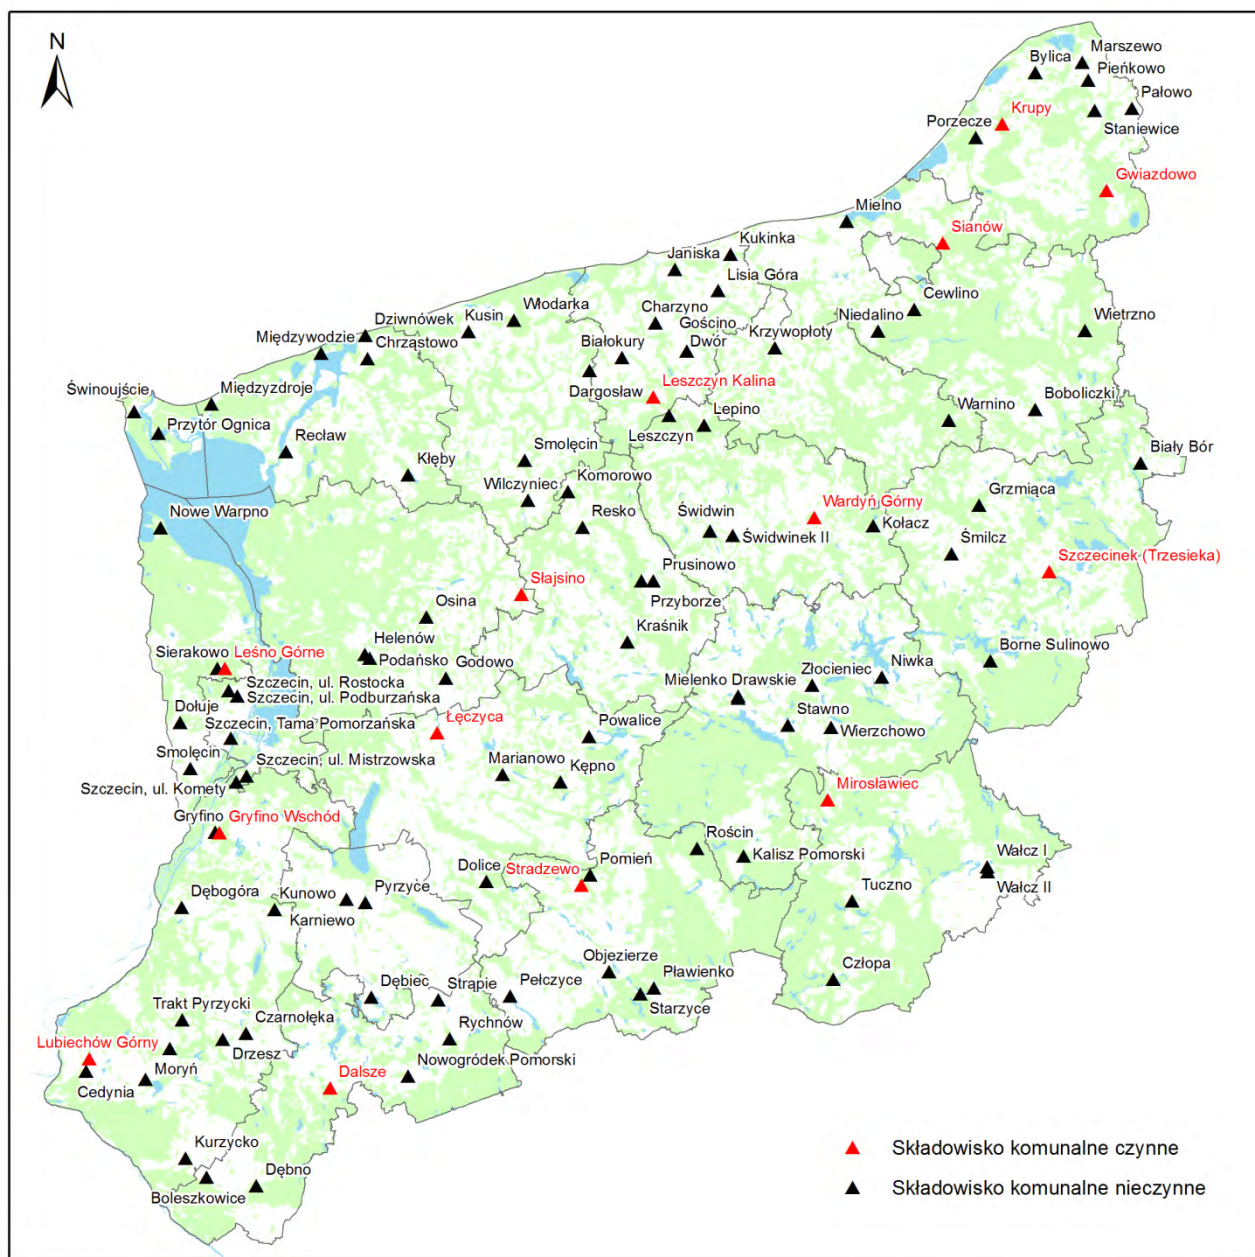 N
Marszewo
Bylica
Pieńkowo
Pałowo
Krupy
Porzecze
Staniewice
Gwiazdowo
Mielno
Sianów
Kukinka
Janiska
Lisia Góra
Cewlino
Włodarka
Charzyno
Niedalino
Wietrzno
Dziwnówek
Kusin
Gościno
Dwór
Krzywopłoty
Międzywodzie
Chrząstowo
Białokury
Świnoujście
Międzyzdroje
Dargosław
Leszczyn Kalina
Boboliczki
Warnino
Przytór Ognica
Lepino
Recław
Leszczyn
Smolęcin
Biały Bór
Kłęby
Komorowo
Wilczyniec
Grzmiąca
Wardyń Górny
Nowe Warpno
Resko
Świdwin
Kołacz
Świdwinek II
Śmilcz
Szczecinek (Trzesieka)
Prusinowo
Słajsino
Przyborze
Osina
Kraśnik
Helenów
Sierakowo
Leśno Górne
Podańsko
Godowo
Borne Sulinowo
Niwka
Złocieniec
Mielenko Drawskie
Szczecin, ul. Rostocka
Szczecin, ul. Podburzańska
Dołuje
Szczecin, Tama Pomorzańska
Łęczyca
Powalice
Stawno
Wierzchowo
Smolęcin
Szczecin, ul. Mistrzowska
Marianowo
Kępno
Szczecin, ul. Komety
Mirosławiec
Gryfino
Gryfino Wschód
Rościn
Wałcz I
Kalisz Pomorski
Pomień
Dolice
Stradzewo
Wałcz II
Dębogóra
Kunowo
Pyrzyce
Tuczno
Karniewo
Objezierze
Człopa
Dębiec
Strąpie
Pełczyce
Pławienko
Starzyce
Trakt Pyrzycki
Czarnołęka
Rychnów
Lubiechów Górny
Drzesz
Nowogródek Pomorski
Moryń
Dalsze
Cedynia
Kurzycko
Dębno
Boleszkowice
Składowisko komunalne czynne
Składowisko komunalne nieczynne